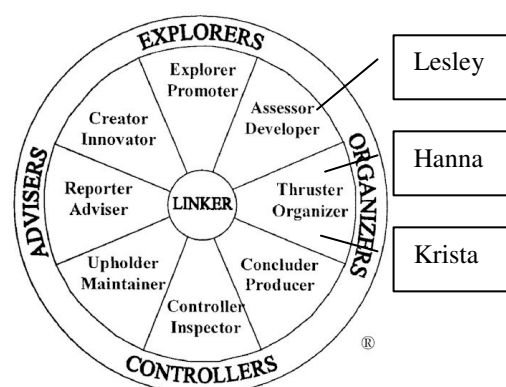 EXPLORERS
Explorer
Promoter
Assessor
Developer
Thruster
Organizer
Concluder
Producer
Controller
Inspector
Upholder
Maintainer
Reporter
Adviser
Creator
Innovator
LINKER
ORGANIZERS
CONTROLLERS
ADVISERS
®
Lesley
Hanna
Krista